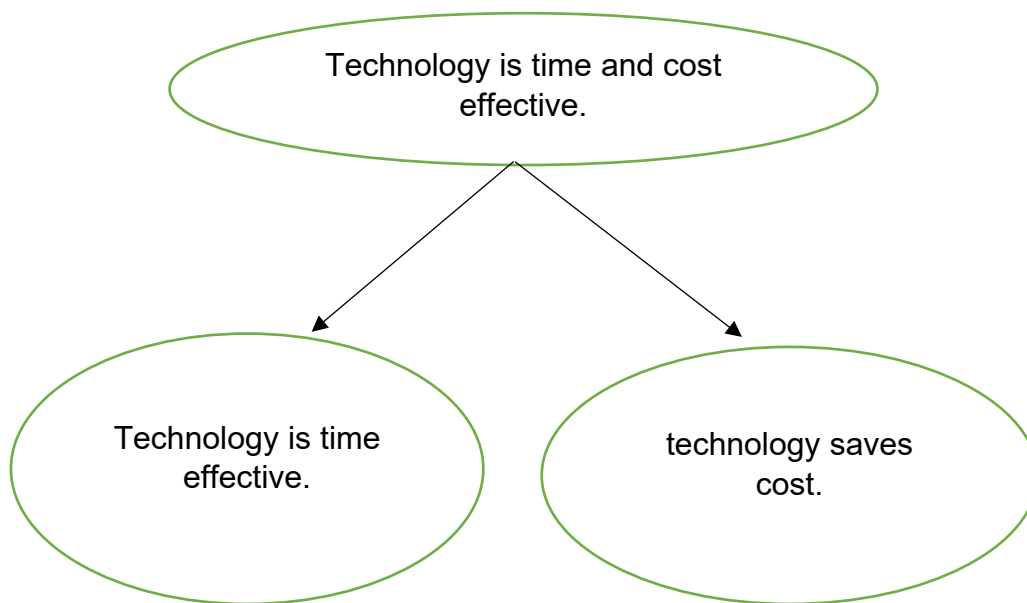 Technology is time and cost
effective.
Technology is time
effective.
technology saves
cost.